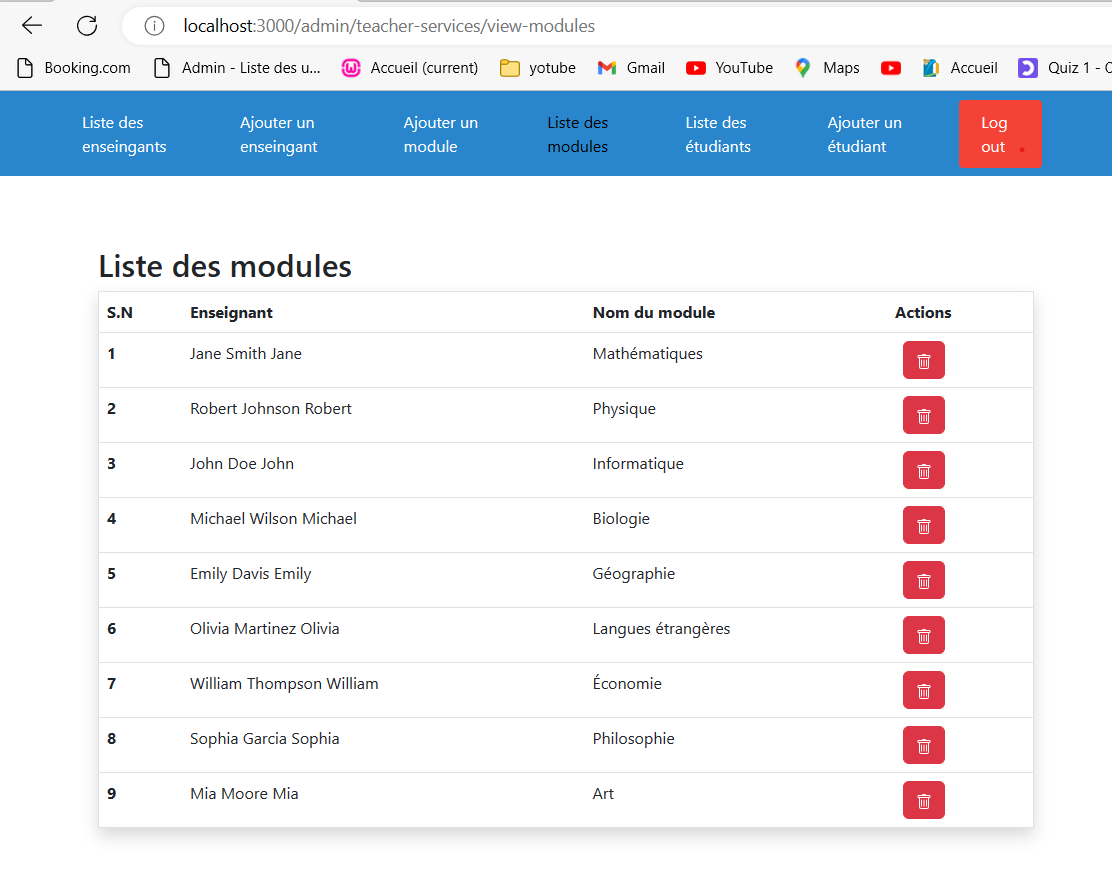 localhost:3000/admin/teacher-services/view-modules
Booking.com Admin - Liste des u... Accueil (current) yotube Gmail YouTube Maps Accueil Quiz 1 - C
Liste des enseingants
Ajouter un enseingant
Ajouter un module
Liste des modules
Liste des étudiants
Ajouter un étudiant
Log out
Liste des modules
S.N Enseignant Nom du module Actions
1 Jane Smith Jane Mathématiques
2 Robert Johnson Robert Physique
3 John Doe John Informatique
4 Michael Wilson Michael Biologie
5 Emily Davis Emily Géographie
6 Olivia Martinez Olivia Langues étrangères
7 William Thompson William Économie
8 Sophia Garcia Sophia Philosophie
9 Mia Moore Mia Art